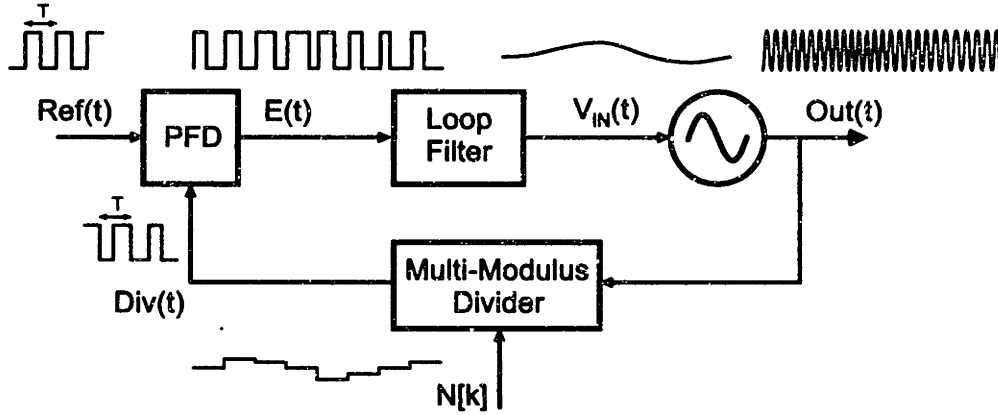 T
Ref(t)
PFD
E(t)
Loop
Filter
V_IN(t)
Out(t)
T
Div(t)
Multi-Modulus
Divider
N[k]